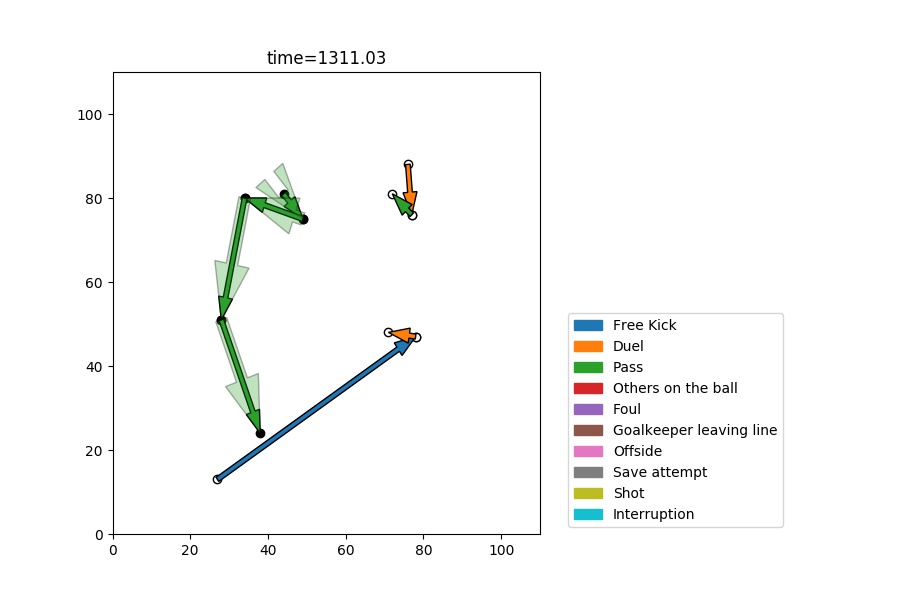 time=1311.03
100
80
60
40
20
0
0 20 40 60 80 100
Free Kick
Duel
Pass
Others on the ball
Foul
Goalkeeper leaving line
Offside
Save attempt
Shot
Interruption